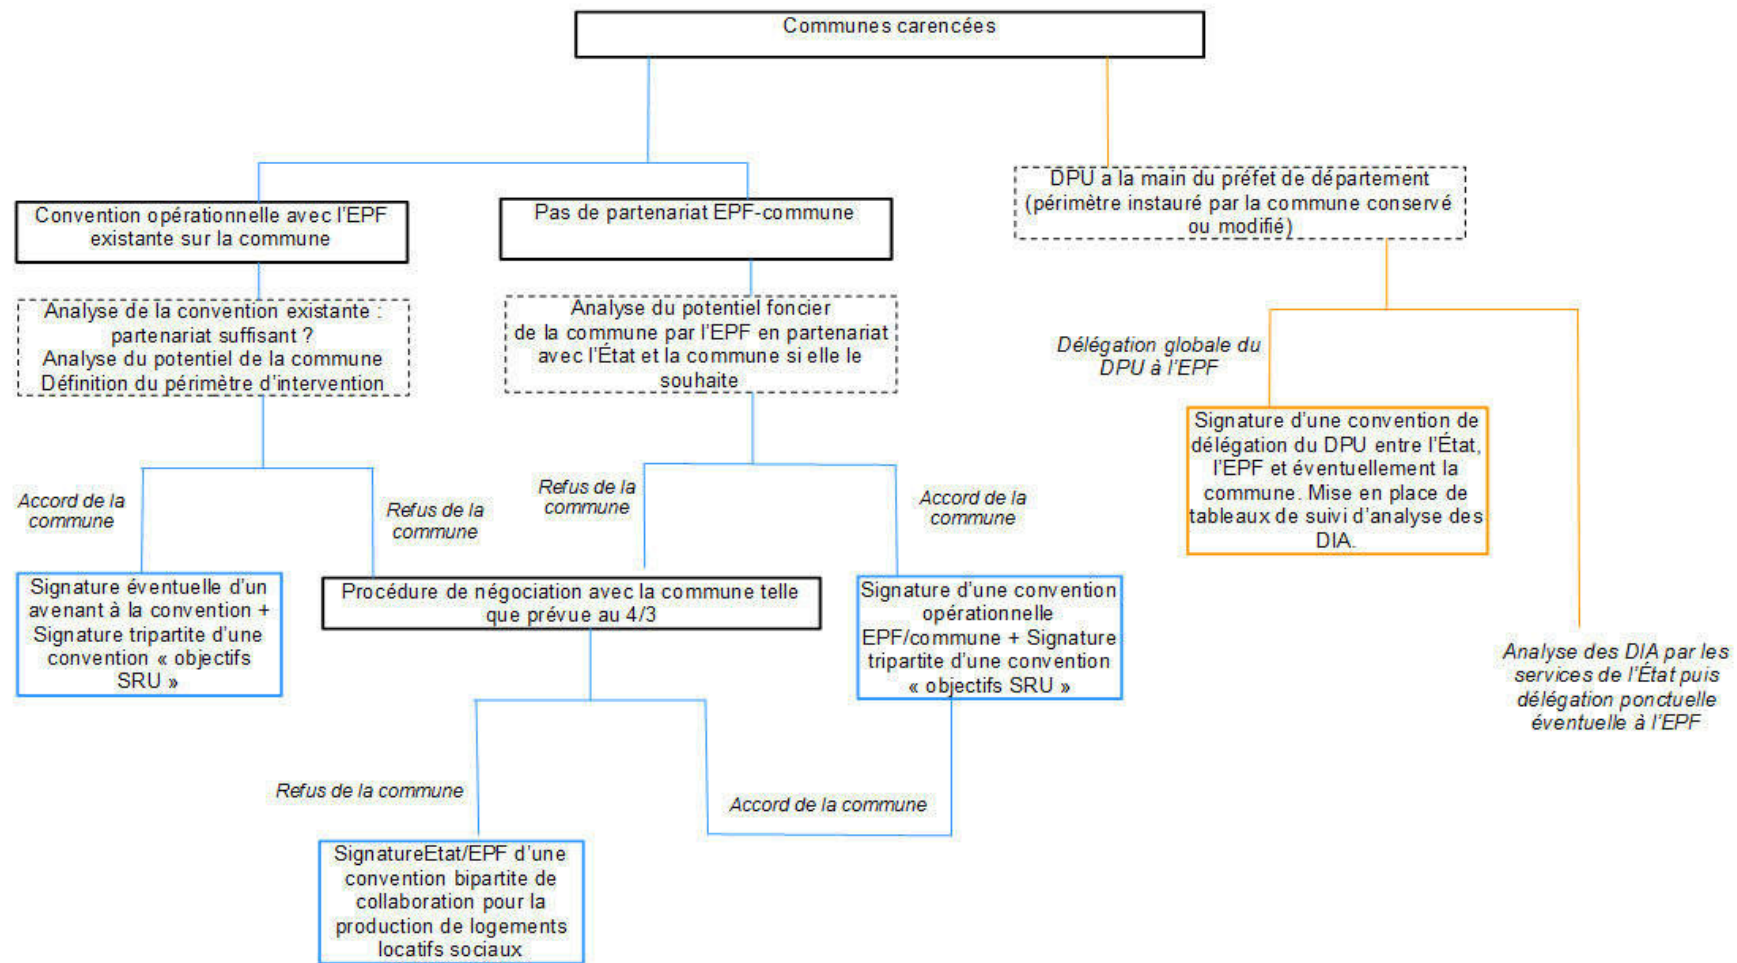 Communes carencées
DPU a la main du préfet de département
(périmètre instauré par la commune conservé
ou modifié)
Convention opérationnelle avec l'EPF
existante sur la commune
Pas de partenariat EPF-commune
Analyse de la convention existante :
partenariat suffisant ?
Analyse du potentiel de la commune
Définition du périmètre d'intervention
Analyse du potentiel foncier
de la commune par l'EPF en partenariat
avec l'État et la commune si elle le
souhaite
Délégation globale du
DPU à l'EPF
Signature d'une convention de
délégation du DPU entre l'État,
l'EPF et éventuellement la
commune. Mise en place de
tableaux de suivi d'analyse des
DIA.
Accord de la
commune
Refus de la
commune
Refus de la
commune
Accord de la
commune
Signature éventuelle d'un
avenant à la convention +
Signature tripartite d'une
convention « objectifs
SRU »
Procédure de négociation avec la commune telle
que prévue au 4/3
Signature d'une convention
opérationnelle
EPF/commune + Signature
tripartite d'une convention
« objectifs SRU »
Analyse des DIA par les
services de l'État puis
délégation ponctuelle
éventuelle à l'EPF
Refus de la commune
Accord de la commune
SignatureEtat/EPF d'une
convention bipartite de
collaboration pour la
production de logements
locatifs sociaux